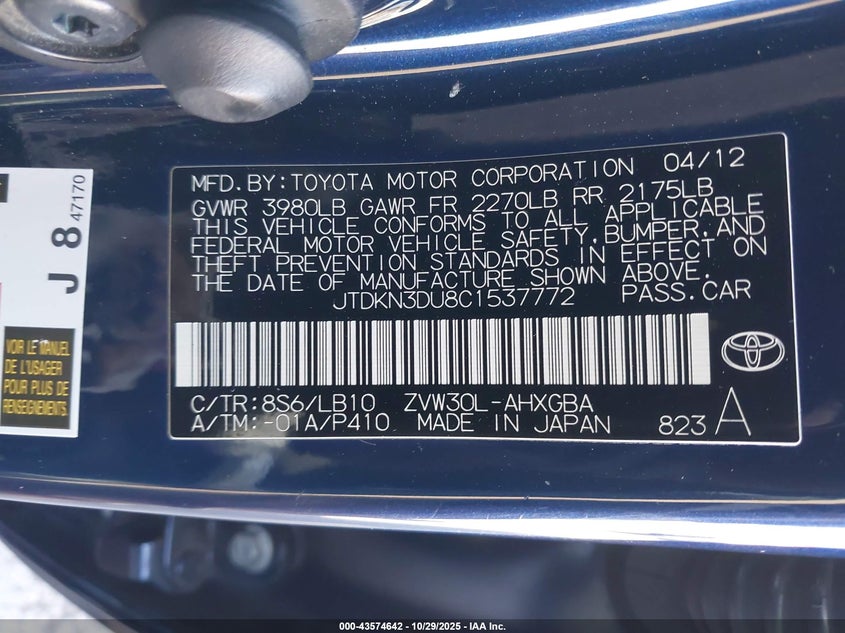 MFD.BY:TOYOTA MOTOR CORPORATION 04/12
GVWR 3980LB GAWR FR 2270LB RR 2175LB
THIS VEHICLE CONFORMS TO ALL APPLICABLE
FEDERAL MOTOR VEHICLE SAFETY,BUMPER,AND
THEFT PREVENTION STANDARDS IN EFFECT ON
THE DATE OF MANUFACTURE SHOWN ABOVE.
JTDKN3DU8C1537772 PASS.CAR
C/TR:8S6/LB10 ZVW30L-AHXGBA
A/TM:-01A/P410 MADE IN JAPAN 823 A
J 8 47170
VOIR LE MANUEL
DE L'USAGER
POUR PLUS DE
RENSEIGNEMENTS
000-43574642 | 10/29/2025 - IAA Inc.